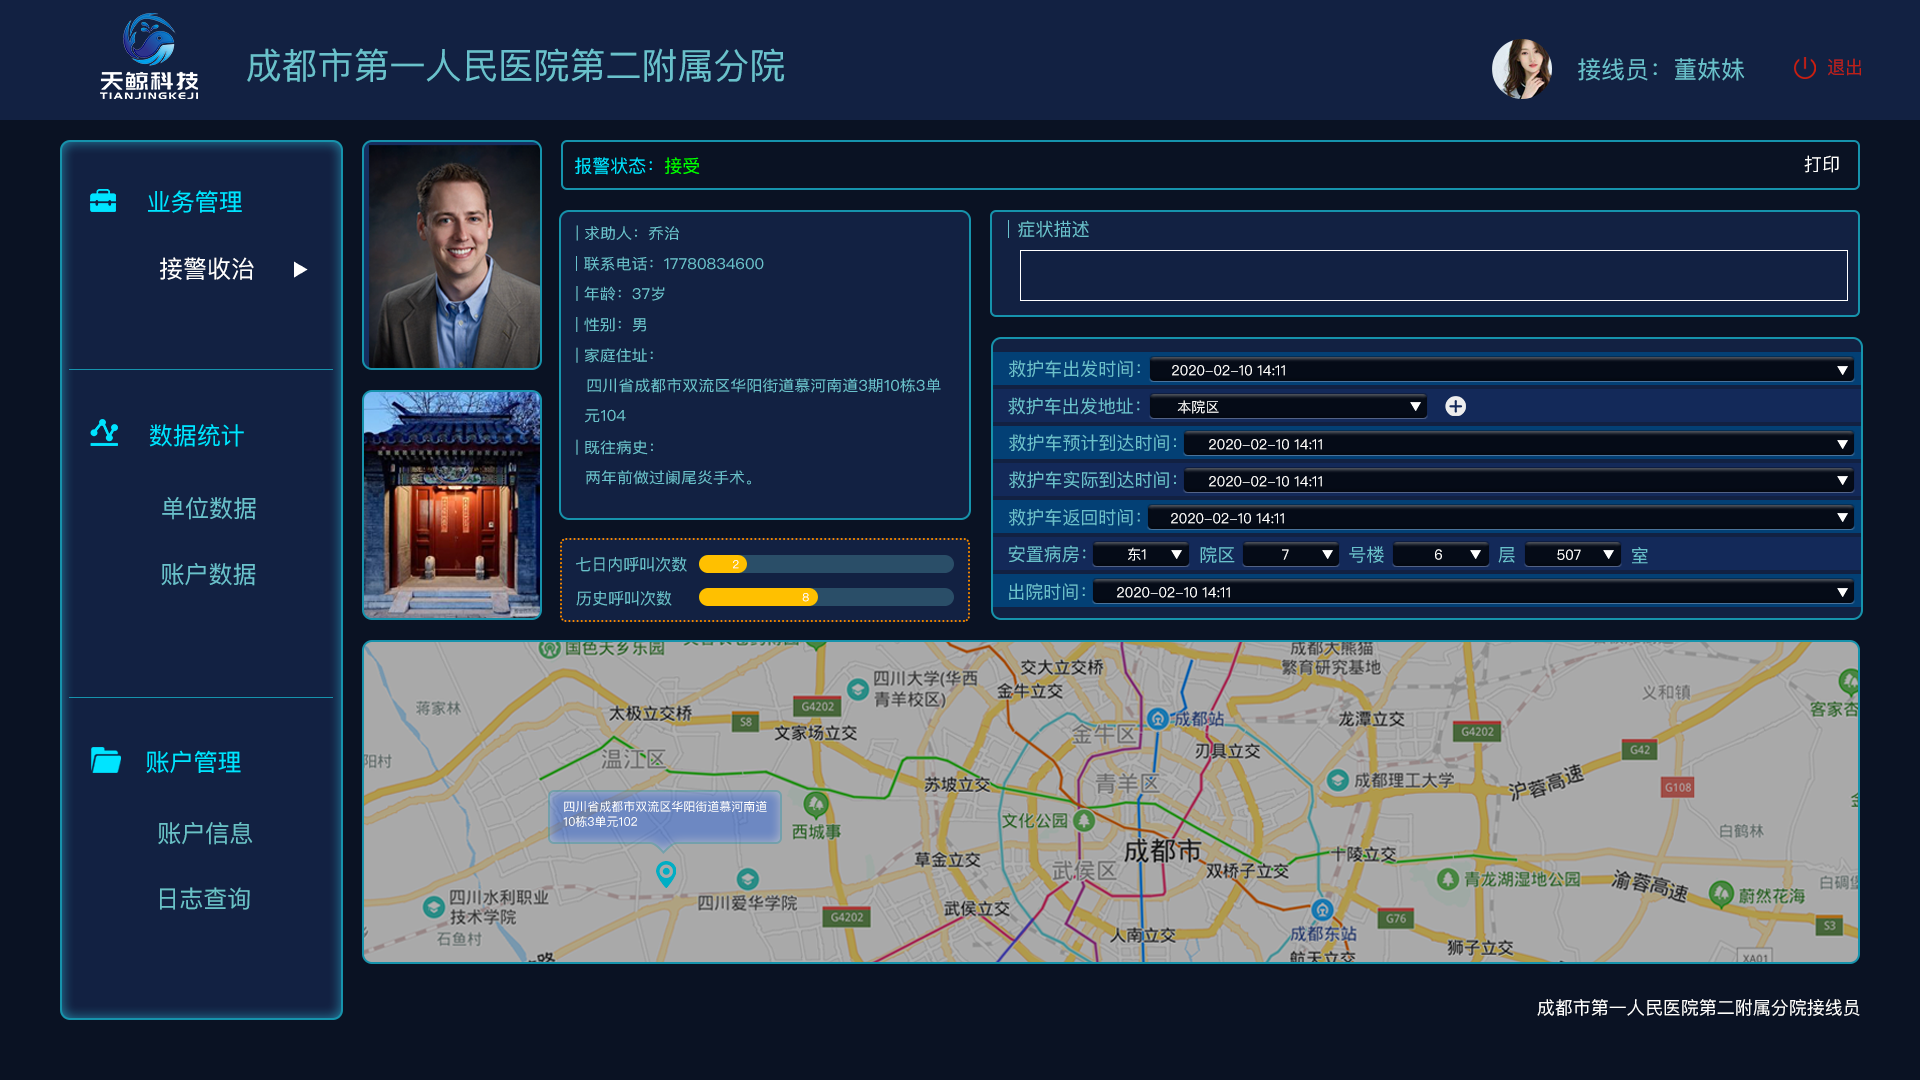 天鲸科技
TIANJINGKEJI
成都市第一人民医院第二附属分院
接线员：董妹妹
退出
业务管理
接警收治
数据统计
单位数据
账户数据
账户管理
账户信息
日志查询
报警状态：接受
打印
求助人：乔治
联系电话：17780834600
年龄：37岁
性别：男
家庭住址：
四川省成都市双流区华阳街道慕河南道3期10栋3单
元104
既往病史：
两年前做过阑尾炎手术。
七日内呼叫次数 2
历史呼叫次数 8
症状描述
救护车出发时间： 2020-02-10 14:11
救护车出发地址： 本院区
救护车预计到达时间： 2020-02-10 14:11
救护车实际到达时间： 2020-02-10 14:11
救护车返回时间： 2020-02-10 14:11
安置病房： 东1 院区 7 号楼 6 层 507 室
出院时间： 2020-02-10 14:11
国色天乡乐园
四川大学(华西
青羊校区)
交大立交桥
金牛立交
成都大熊猫
繁育研究基地
义和镇
客家杏
蒋家林
太极立交桥
S8
G4202
文家场立交
金牛区
成都站
刃具立交
龙潭立交
G4202
G42
阳村
温江区
苏坡立交
青羊区
成都理工大学
沪蓉高速
G108
四川省成都市双流区华阳街道慕河南道
10栋3单元102
西城事
文化公园
成都市
白鹤林
草金立交
武侯区
双桥子立交
十陵立交
青龙湖湿地公园
渝蓉高速
蔚然花海
白碉堡
四川水利职业
技术学院
石鱼村
四川爱华学院
G4202
武侯立交
人南立交
成都东站
G76
狮子立交
S3
航天立交
XA01
成都市第一人民医院第二附属分院接线员